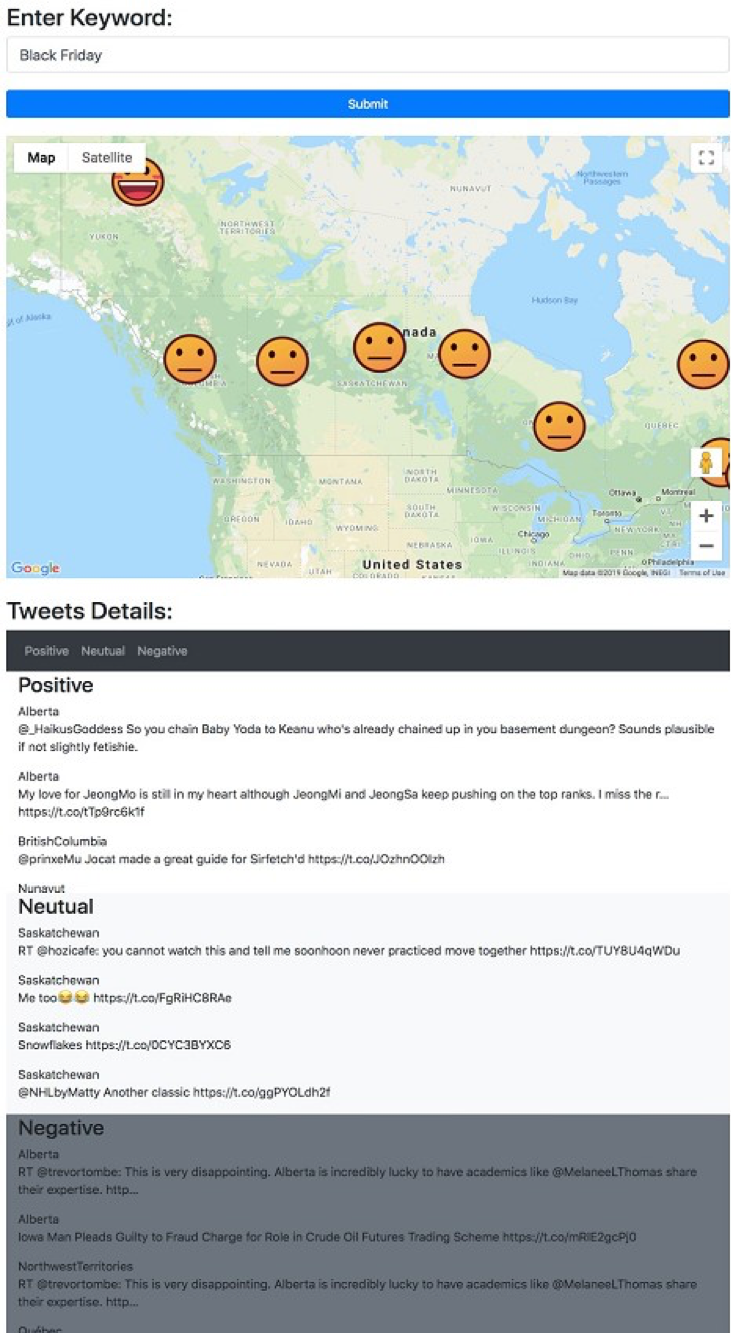 Enter Keyword:
Black Friday
Submit
Map Satellite
Northwestern
Passages
NUNAVUT
YUKON
NORTHWEST
TERRITORIES
Hudson Bay
of Alaska
nada
SASKATCHEWAN
QUEBEC
WASHINGTON
MONTANA
NORTH
DAKOTA
MINNESOTA
Ottawa
Montreal
OREGON
IDAHO
SOUTH
DAKOTA
WISCONSIN
MICHIGAN
Toronto
VT
NH
NEW YORK
WYOMING
Chicago
MA
IOWA
NEBRASKA
ILLINOIS
INDIANA
OHIO
PENN
Philadelphia
NEVADA
UTAH
COLORADO
KANSAS
United States
Google
Map data ©2019 Google, INEGI Terms of Use
Tweets Details:
Positive Neutual Negative
Positive
Alberta
@_HaikusGoddess So you chain Baby Yoda to Keanu who's already chained up in you basement dungeon? Sounds plausible
if not slightly fetishie.
Alberta
My love for JeongMo is still in my heart although JeongMi and JeongSa keep pushing on the top ranks. I miss the r...
https://t.co/tTp9rc6k1f
BritishColumbia
@prinxeMu Jocat made a great guide for Sirfetch'd https://t.co/JOzhnOOlzh
Nunavut
Neutual
Saskatchewan
RT @hozicafe: you cannot watch this and tell me soonhoon never practiced move together https://t.co/TUY8U4qWDu
Saskatchewan
Me too😂😂 https://t.co/FgRiHC8RAe
Saskatchewan
Snowflakes https://t.co/0CYC3BYXC6
Saskatchewan
@NHLbyMatty Another classic https://t.co/ggPYOLdh2f
Negative
Alberta
RT @trevortombe: This is very disappointing. Alberta is incredibly lucky to have academics like @MelaneeLThomas share
their expertise. http...
Alberta
Iowa Man Pleads Guilty to Fraud Charge for Role in Crude Oil Futures Trading Scheme https://t.co/mRIE2gcPj0
NorthwestTerritories
RT @trevortombe: This is very disappointing. Alberta is incredibly lucky to have academics like @MelaneeLThomas share
their expertise. http...
Québec